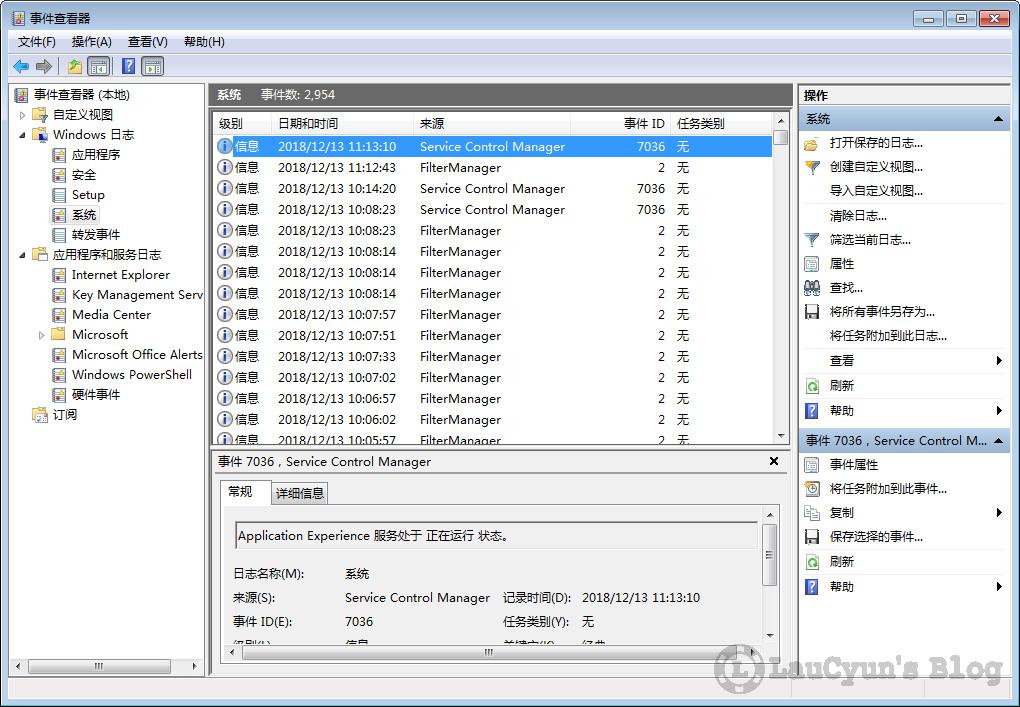 事件查看器
文件(F) 操作(A) 查看(V) 帮助(H)
事件查看器 (本地)
自定义视图
Windows 日志
应用程序
安全
Setup
系统
转发事件
应用程序和服务日志
Internet Explorer
Key Management Serv
Media Center
Microsoft
Microsoft Office Alerts
Windows PowerShell
硬件事件
订阅
系统 事件数: 2,954
级别 日期和时间 来源 事件 ID 任务类别
信息 2018/12/13 11:13:10 Service Control Manager 7036 无
信息 2018/12/13 11:12:43 FilterManager 2 无
信息 2018/12/13 10:14:20 Service Control Manager 7036 无
信息 2018/12/13 10:08:23 Service Control Manager 7036 无
信息 2018/12/13 10:08:23 FilterManager 2 无
信息 2018/12/13 10:08:14 FilterManager 2 无
信息 2018/12/13 10:08:14 FilterManager 2 无
信息 2018/12/13 10:08:14 FilterManager 2 无
信息 2018/12/13 10:07:57 FilterManager 2 无
信息 2018/12/13 10:07:51 FilterManager 2 无
信息 2018/12/13 10:07:33 FilterManager 2 无
信息 2018/12/13 10:07:02 FilterManager 2 无
信息 2018/12/13 10:06:57 FilterManager 2 无
信息 2018/12/13 10:06:02 FilterManager 2 无
信息 2018/12/13 10:05:57 FilterManager 2 无
事件 7036，Service Control Manager
常规 详细信息
Application Experience 服务处于 正在运行 状态。
日志名称(M): 系统
来源(S): Service Control Manager 记录时间(D): 2018/12/13 11:13:10
事件 ID(E): 7036 任务类别(Y): 无
级别(L): 信息 关键字(K): 经典
操作
系统
打开保存的日志...
创建自定义视图...
导入自定义视图...
清除日志...
筛选当前日志...
属性
查找...
将所有事件另存为...
将任务附加到此日志...
查看
刷新
帮助
事件 7036，Service Control M...
事件属性
将任务附加到此事件...
复制
保存选择的事件...
刷新
帮助
LauCyun's Blog